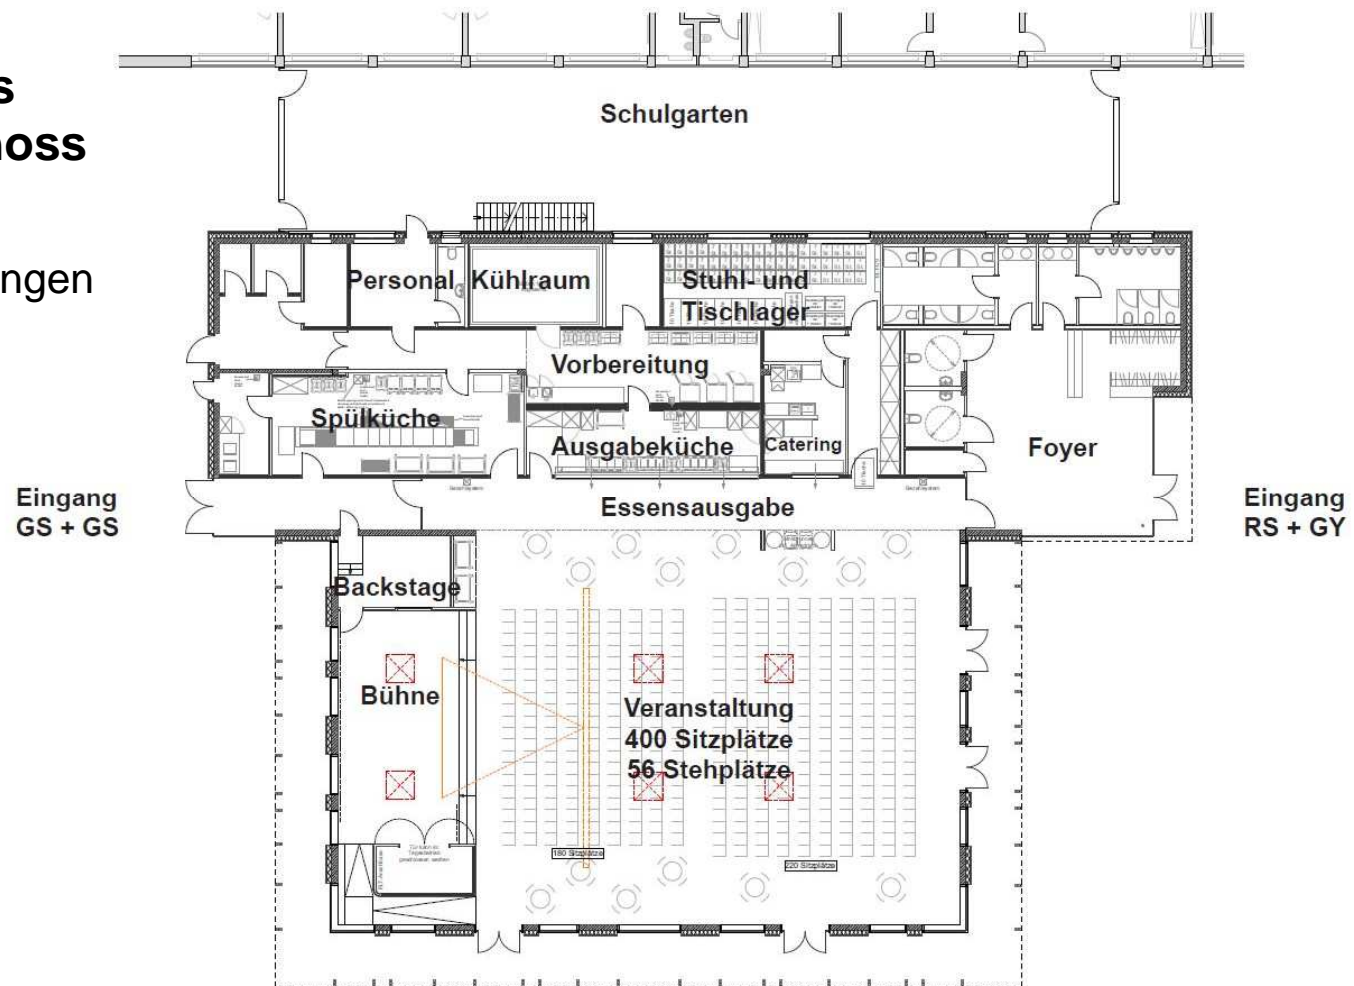 s
noss
ngen
Schulgarten
Personal
Kühlraum
Stuhl- und
Tischlager
Vorbereitung
Spülküche
Ausgabeküche
Catering
Foyer
Eingang
GS + GS
Essensausgabe
Eingang
RS + GY
Backstage
Bühne
Veranstaltung
400 Sitzplätze
56 Stehplätze
180 Sitzplätze
220 Sitzplätze